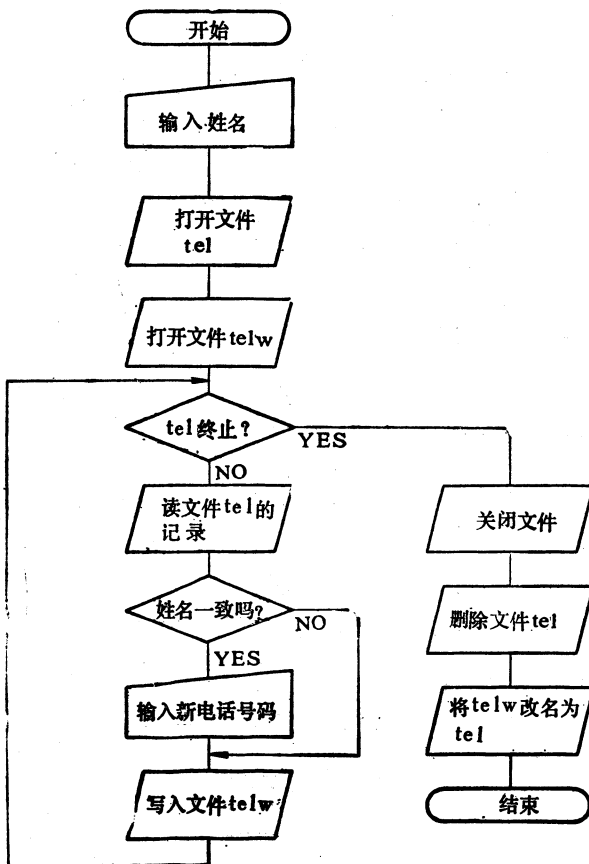 开始
输入姓名
打开文件
tel
打开文件telw
tel终止？
YES
NO
读文件tel的
记录
姓名一致吗？
NO
YES
输入新电话号码
写入文件telw
关闭文件
删除文件tel
将telw改名为
tel
结束